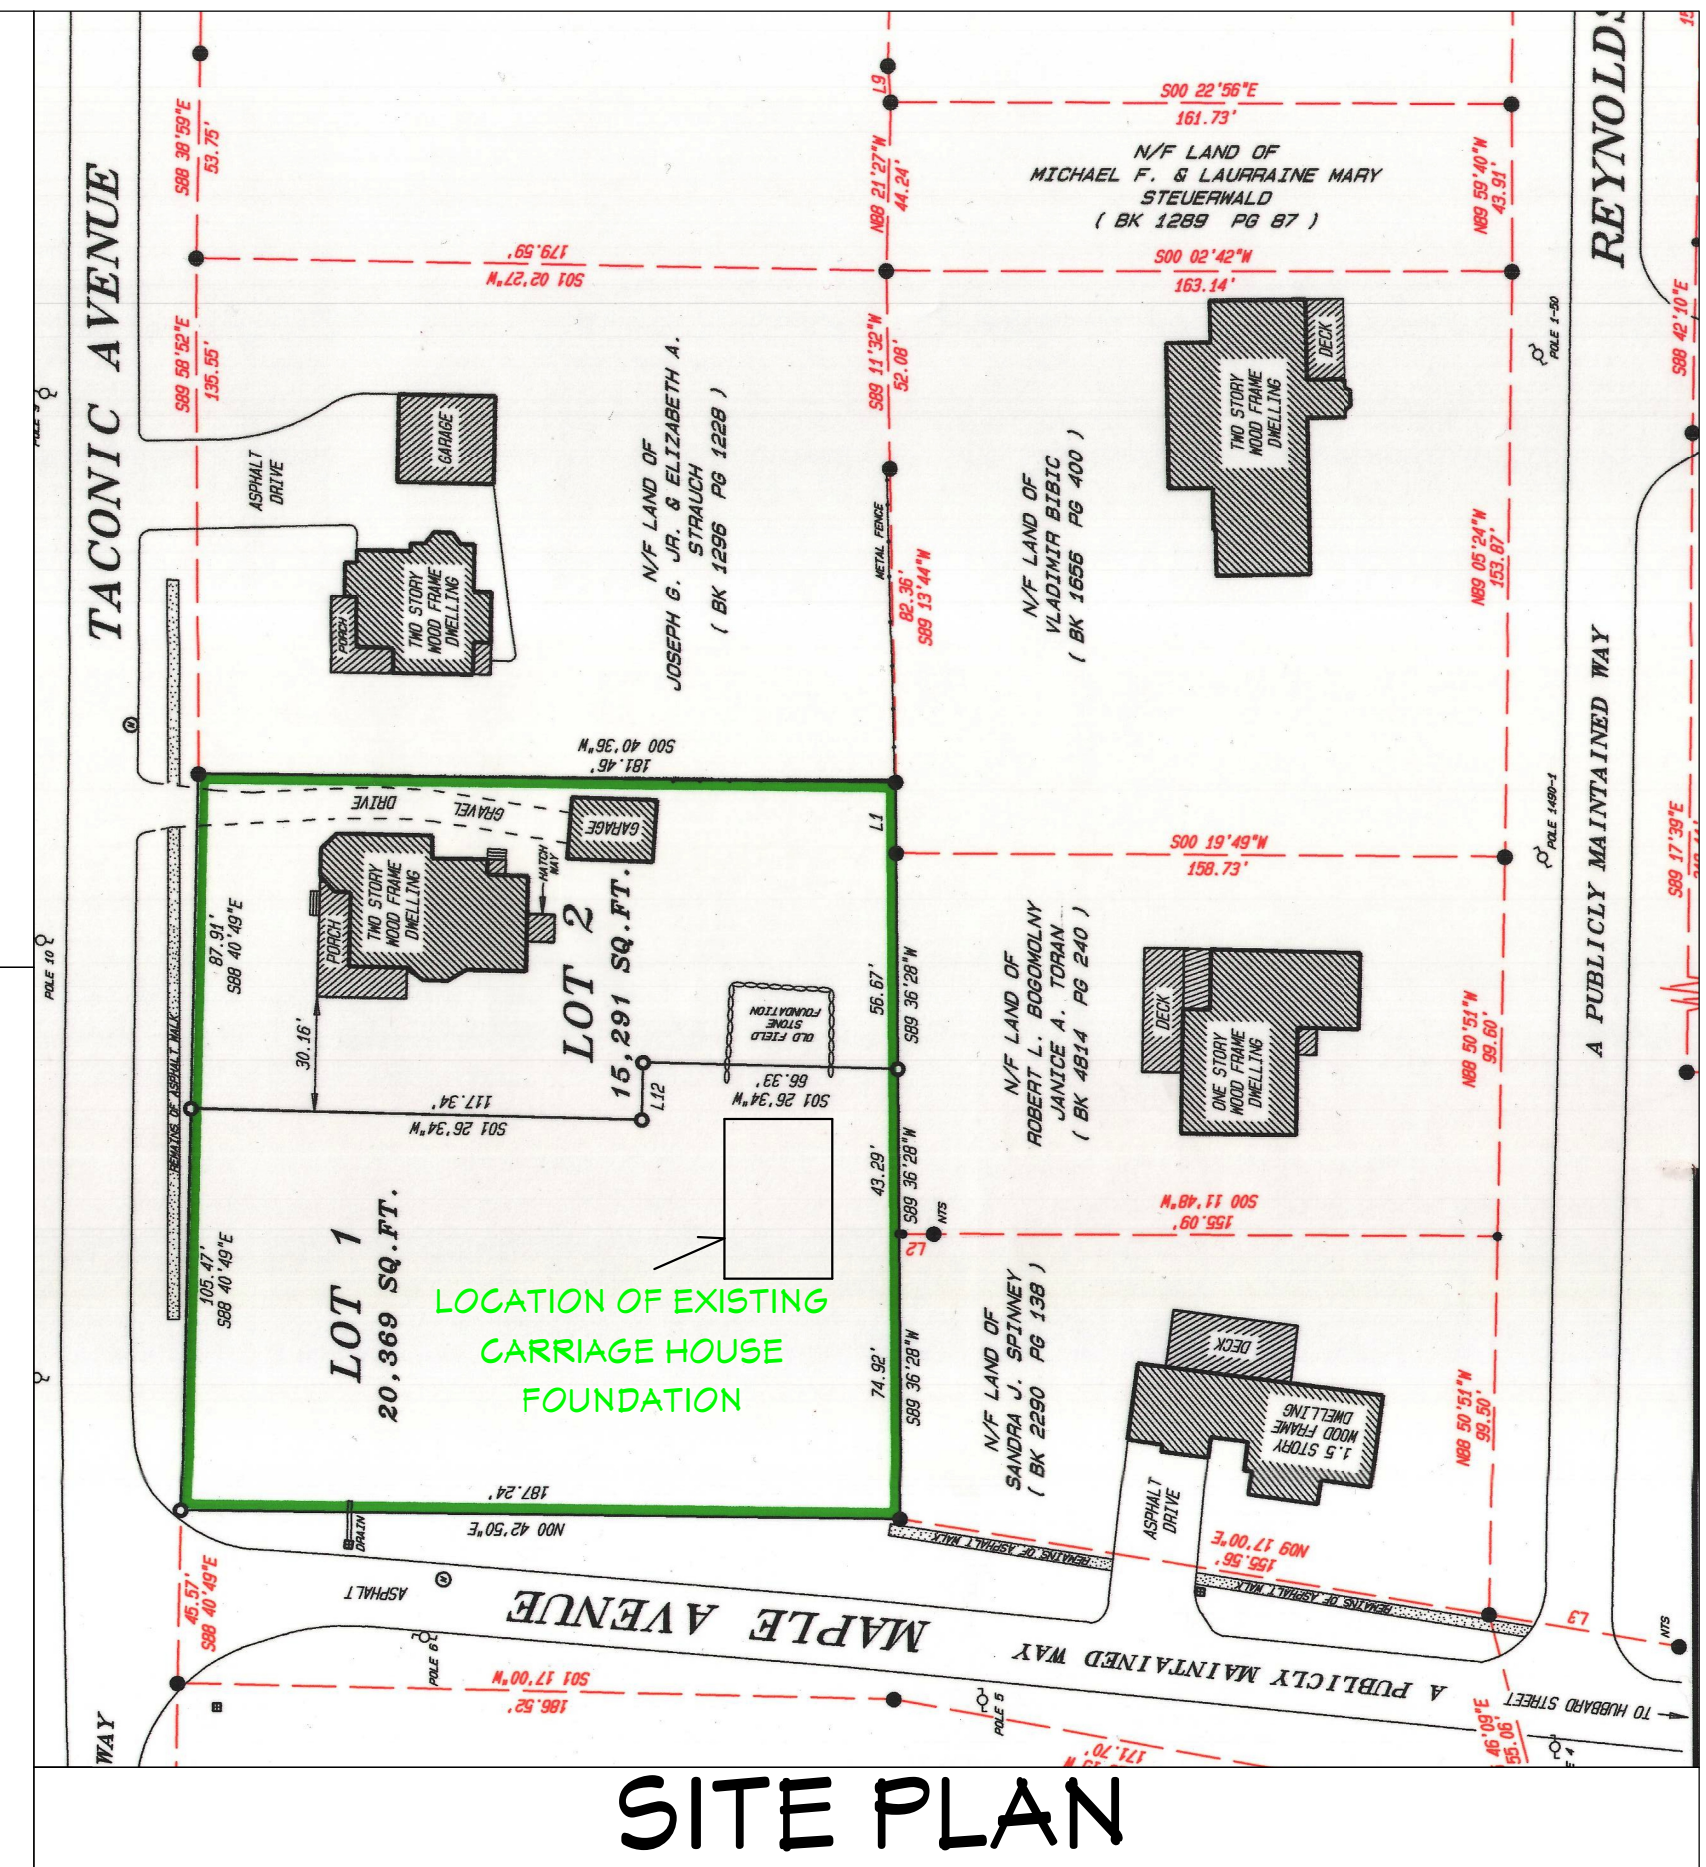 TACONIC AVENUE
REYNOLDS
S88 38'59"E
53.75'
L9
S00 22'56"E
161.73'
N/F LAND OF
MICHAEL F. & LAURRAINE MARY
STEUERWALD
( BK 1289 PG 87 )
N88 21'27"W
44.24'
N89 59'40"W
43.91'
S00 02'42"W
163.14'
179.59'
S01 02'27"W
S89 58'52"E
135.55'
S89 11'32"W
52.08'
S88 42'10"E
POLE 1-50
GARAGE
ASPHALT
DRIVE
PORCH
TWO STORY
WOOD FRAME
DWELLING
N/F LAND OF
JOSEPH G. JR. & ELIZABETH A.
STRAUCH
( BK 1296 PG 1228 )
METAL FENCE
82.36'
S89 13'44"W
N/F LAND OF
VLADIMIR BIBIC
( BK 1655 PG 400 )
TWO STORY
WOOD FRAME
DWELLING
DECK
N89 05'24"W
153.87'
A PUBLICLY MAINTAINED WAY
S00 40'36"W
181.46'
GRAVEL
DRIVE
GARAGE
L1
S00 19'49"W
158.73'
POLE 1490-1
S89 17'39"E
POLE 10
87.91'
S88 40'49"E
PORCH
TWO STORY
WOOD FRAME
DWELLING
HATCH
WAY
LOT 2
15,291 SQ.FT.
OLD FIELD
STONE
FOUNDATION
56.67'
S89 36'28"W
30.16'
REMAINS OF ASPHALT WALK
117.34'
S01 26'34"W
L12
66.33'
S01 26'34"W
N/F LAND OF
ROBERT L. BOGOMOLNY
JANICE A. TORAN
( BK 4814 PG 240 )
DECK
ONE STORY
WOOD FRAME
DWELLING
N88 50'51"W
99.60'
43.29'
S89 36'28"W
NTS
L2
S00 11'48"W
155.09'
LOT 1
20,369 SQ.FT.
105.47'
S88 40'49"E
LOCATION OF EXISTING
CARRIAGE HOUSE
FOUNDATION
74.92'
S89 36'28"W
N/F LAND OF
SANDRA J. SPINNEY
( BK 2290 PG 138 )
DECK
1.5 STORY
WOOD FRAME
DWELLING
N88 50'51"W
99.50'
ASPHALT
DRIVE
187.24'
N00 42'50"E
DRAIN
REMAINS OF ASPHALT WALK
N09 17'00"E
155.56'
REMAINS OF ASPHALT WALK
45.57'
S88 40'49"E
ASPHALT
MAPLE AVENUE
A PUBLICLY MAINTAINED WAY
L3
NTS
POLE 6
S01 17'00"W
186.52'
POLE 5
TO HUBBARD STREET
WAY
171.70'
46'09"E
55.06'
SITE PLAN